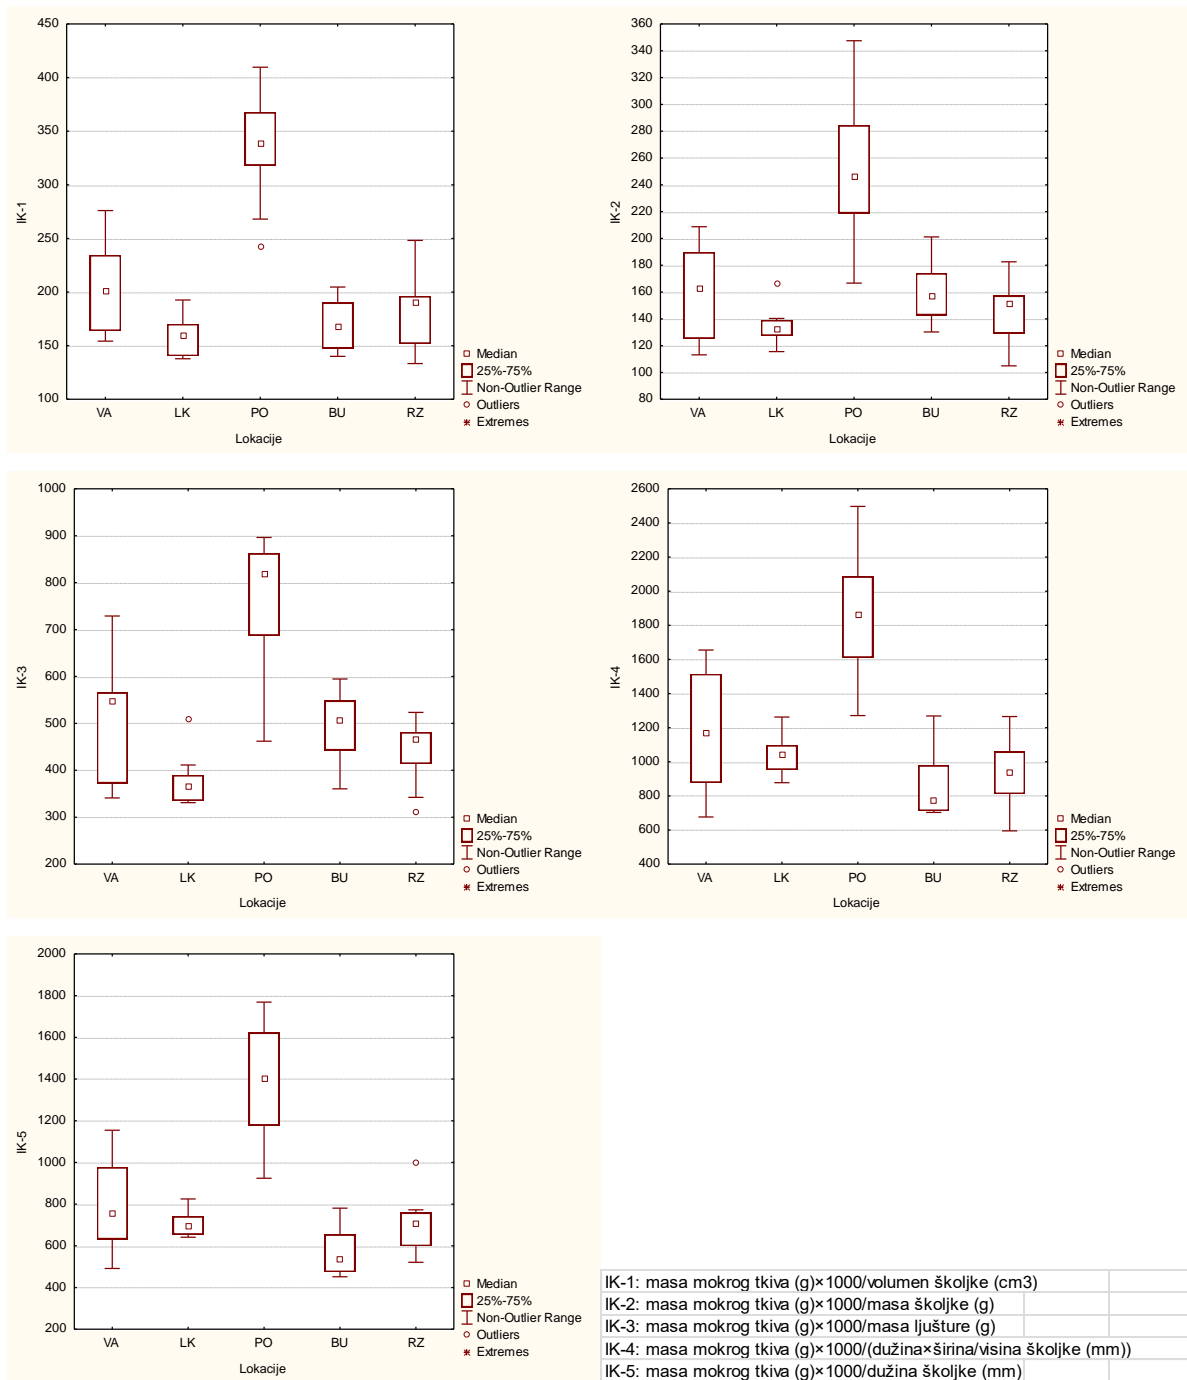 450
400
350
300
250
200
150
100
IK-1
VA LK PO BU RZ
Lokacije
Median
25%-75%
Non-Outlier Range
Outliers
Extremes
360
340
320
300
280
260
240
220
200
180
160
140
120
100
80
IK-2
VA LK PO BU RZ
Lokacije
Median
25%-75%
Non-Outlier Range
Outliers
Extremes
1000
900
800
700
600
500
400
300
200
IK-3
VA LK PO BU RZ
Lokacije
Median
25%-75%
Non-Outlier Range
Outliers
Extremes
2600
2400
2200
2000
1800
1600
1400
1200
1000
800
600
400
IK-4
VA LK PO BU RZ
Lokacije
Median
25%-75%
Non-Outlier Range
Outliers
Extremes
2000
1800
1600
1400
1200
1000
800
600
400
200
IK-5
VA LK PO BU RZ
Lokacije
Median
25%-75%
Non-Outlier Range
Outliers
Extremes
IK-1: masa mokrog tkiva (g)×1000/volumen školjke (cm3)
IK-2: masa mokrog tkiva (g)×1000/masa školjke (g)
IK-3: masa mokrog tkiva (g)×1000/masa ljušture (g)
IK-4: masa mokrog tkiva (g)×1000/(dužina×širina/visina školjke (mm))
IK-5: masa mokrog tkiva (g)×1000/dužina školjke (mm)